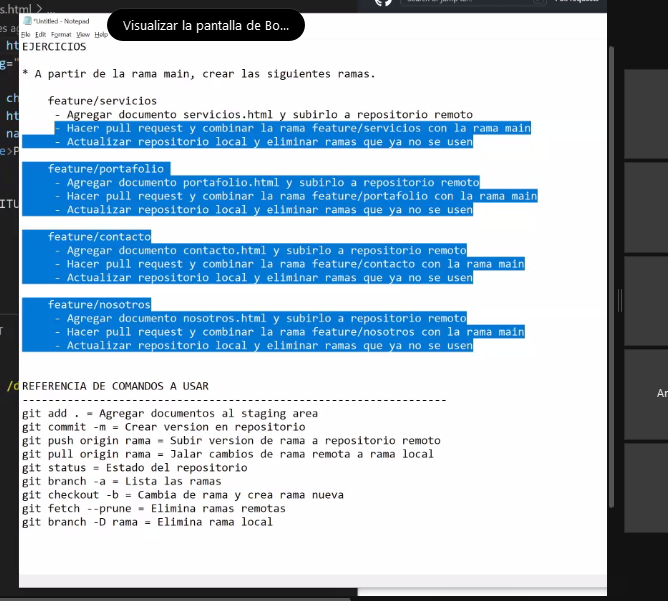 s.html
*Untitled - Notepad
Visualizar la pantalla de Bo...
File Edit Format View Help
EJERCICIOS
* A partir de la rama main, crear las siguientes ramas.
feature/servicios
- Agregar documento servicios.html y subirlo a repositorio remoto
- Hacer pull request y combinar la rama feature/servicios con la rama main
- Actualizar repositorio local y eliminar ramas que ya no se usen
feature/portafolio
- Agregar documento portafolio.html y subirlo a repositorio remoto
- Hacer pull request y combinar la rama feature/portafolio con la rama main
- Actualizar repositorio local y eliminar ramas que ya no se usen
feature/contacto
- Agregar documento contacto.html y subirlo a repositorio remoto
- Hacer pull request y combinar la rama feature/contacto con la rama main
- Actualizar repositorio local y eliminar ramas que ya no se usen
feature/nosotros
- Agregar documento nosotros.html y subirlo a repositorio remoto
- Hacer pull request y combinar la rama feature/nosotros con la rama main
- Actualizar repositorio local y eliminar ramas que ya no se usen
REFERENCIA DE COMANDOS A USAR
------------------------------------------------------------------
git add . = Agregar documentos al staging area
git commit -m = Crear version en repositorio
git push origin rama = Subir version de rama a repositorio remoto
git pull origin rama = Jalar cambios de rama remota a rama local
git status = Estado del repositorio
git branch -a = Lista las ramas
git checkout -b = Cambia de rama y crea rama nueva
git fetch --prune = Elimina ramas remotas
git branch -D rama = Elimina rama local